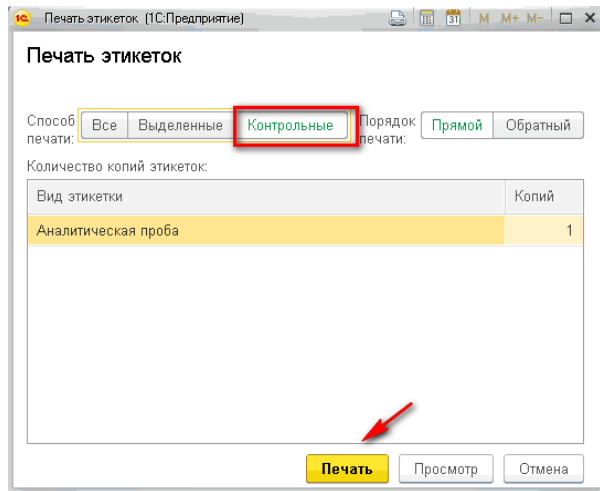 1С Печать этикеток (1С:Предприятие) 31 M M+ M-
Печать этикеток
Способ печати: Все Выделенные Контрольные Порядок печати: Прямой Обратный
Количество копий этикеток:
Вид этикетки Копий
Аналитическая проба 1
Печать Просмотр Отмена